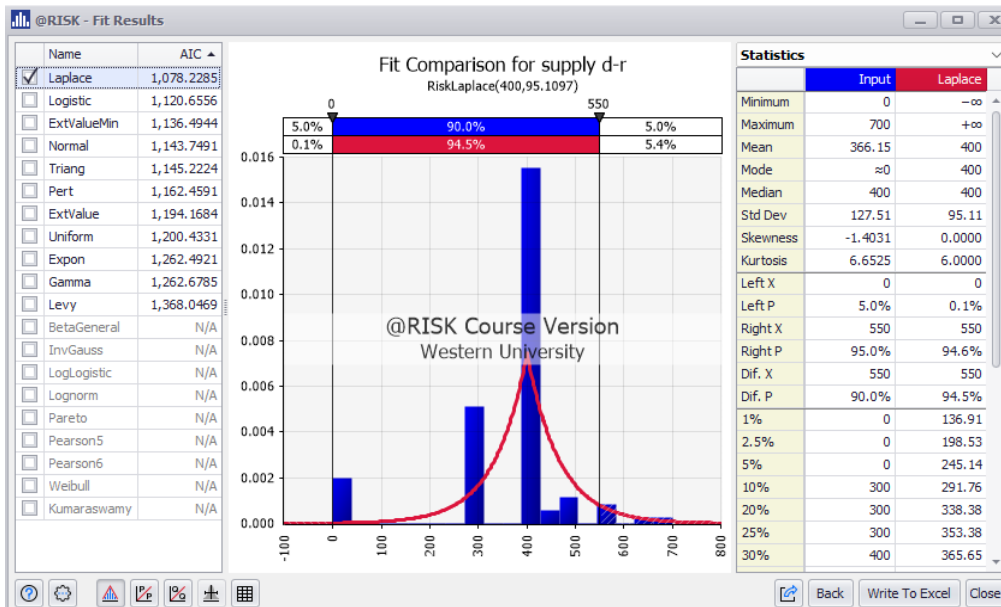 @RISK - Fit Results
Name AIC
Laplace 1,078.2285
Logistic 1,120.6556
ExtValueMin 1,136.4944
Normal 1,143.7491
Triang 1,145.2224
Pert 1,162.4591
ExtValue 1,194.1684
Uniform 1,200.4331
Expon 1,262.4921
Gamma 1,262.6785
Levy 1,368.0469
BetaGeneral N/A
InvGauss N/A
LogLogistic N/A
Lognorm N/A
Pareto N/A
Pearson5 N/A
Pearson6 N/A
Weibull N/A
Kumaraswamy N/A
Fit Comparison for supply d-r
RiskLaplace(400,95.1097)
0 550
5.0% 90.0% 5.0%
0.1% 94.5% 5.4%
0.016
0.014
0.012
0.010
0.008
0.006
0.004
0.002
0.000
@RISK Course Version
Western University
-100 0 100 200 300 400 500 600 700 800
Statistics
Input Laplace
Minimum 0 −∞
Maximum 700 +∞
Mean 366.15 400
Mode ≈0 400
Median 400 400
Std Dev 127.51 95.11
Skewness -1.4031 0.0000
Kurtosis 6.6525 6.0000
Left X 0 0
Left P 5.0% 0.1%
Right X 550 550
Right P 95.0% 94.6%
Dif. X 550 550
Dif. P 90.0% 94.5%
1% 0 136.91
2.5% 0 198.53
5% 0 245.14
10% 300 291.76
20% 300 338.38
25% 300 353.38
30% 400 365.65
Back Write To Excel Close